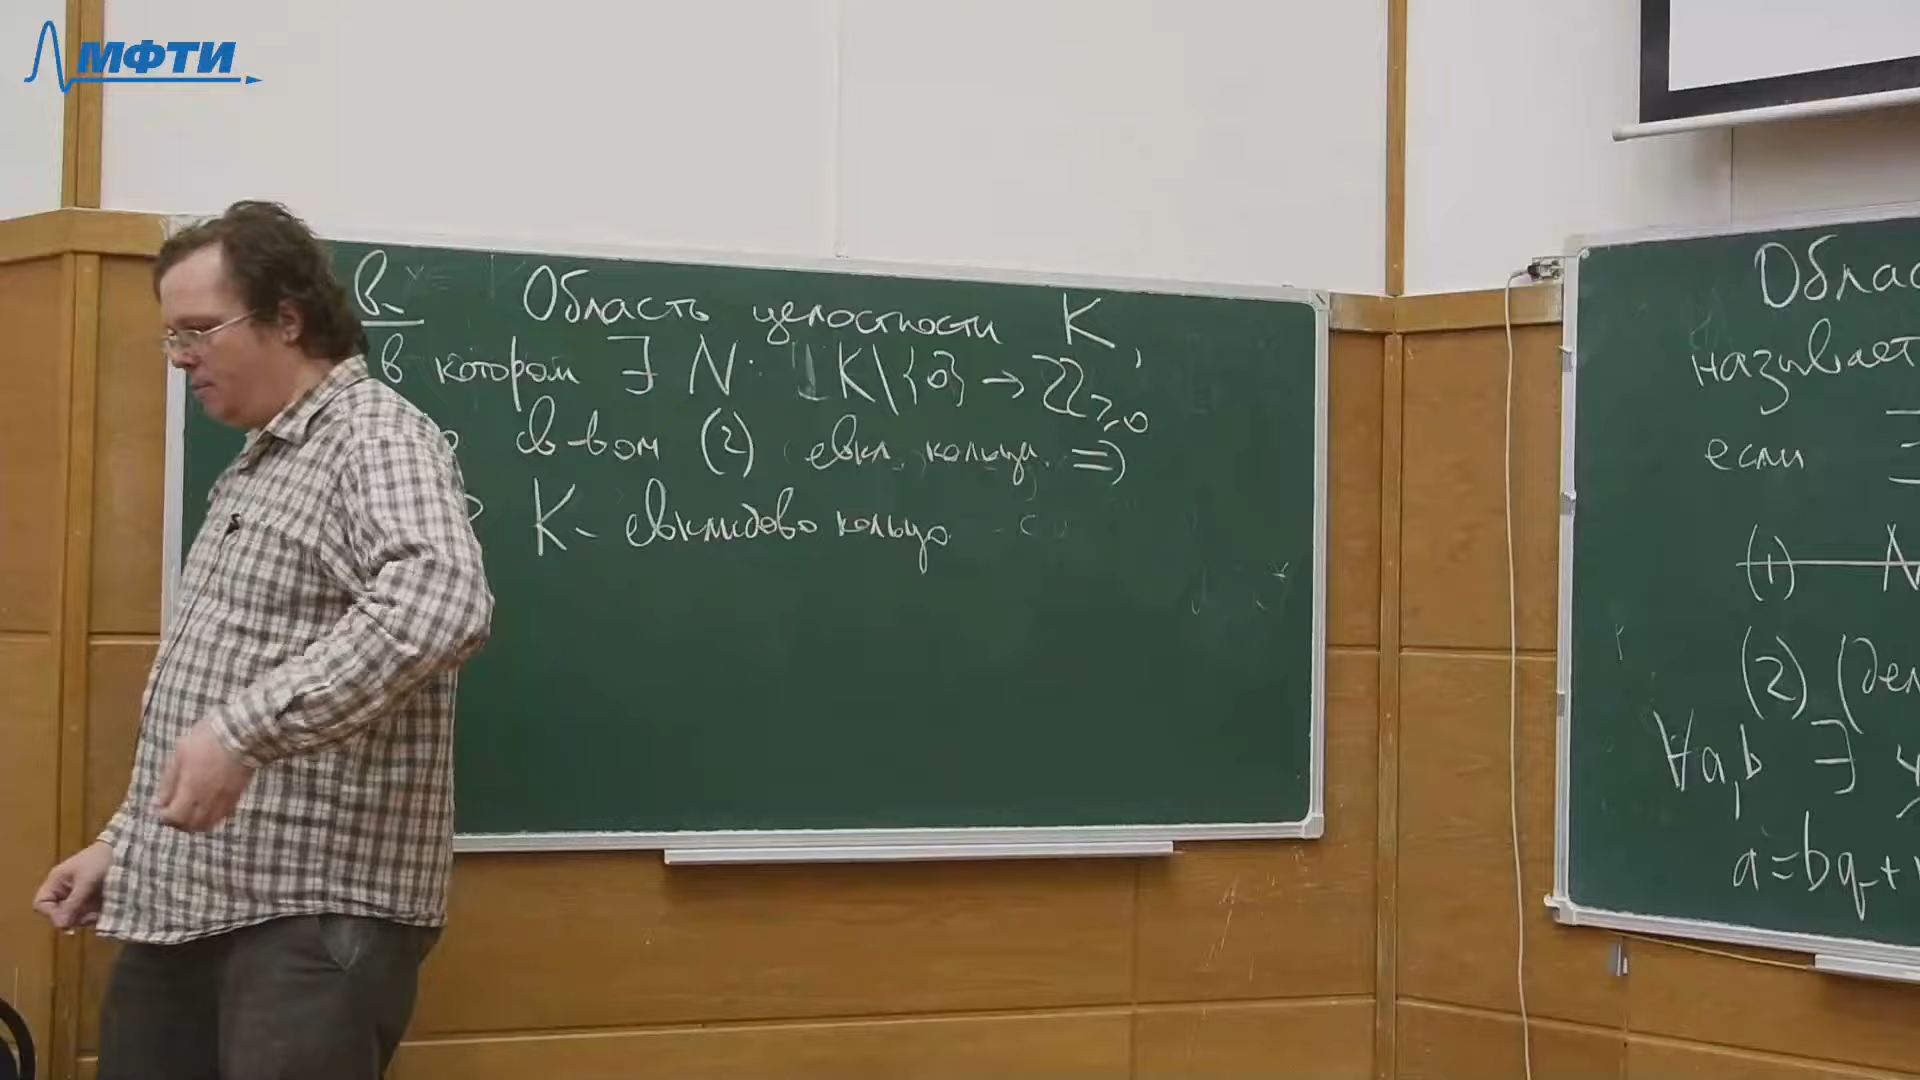 МФТИ
Область целостности K,
в котором ∃ N: K\{0} → ℤ≥0
св-вом (2) евкл. кольца ⇒
K - евклидово кольцо.
Облас
называет
если
(1) N
(2) (дел
∀a,b ∃
a=bq+